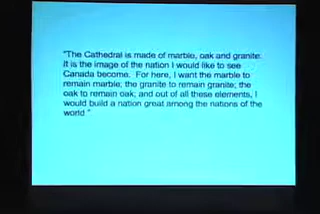 "The Cathedral is made of marble, oak and granite.
It is the image of the nation I would like to see
Canada become.  For here, I want the marble to
remain marble; the granite to remain granite; the
oak to remain oak; and out of all these elements, I
would build a nation great among the nations of the
world "